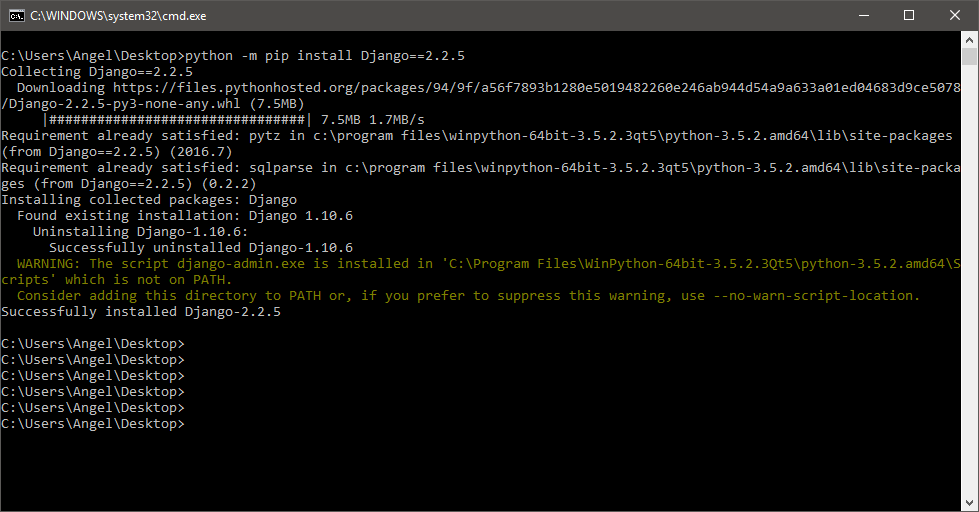 C:\WINDOWS\system32\cmd.exe
C:\Users\Angel\Desktop>python -m pip install Django==2.2.5
Collecting Django==2.2.5
  Downloading https://files.pythonhosted.org/packages/94/9f/a56f7893b1280e5019482260e246ab944d54a9a633a01ed04683d9ce5078
/Django-2.2.5-py3-none-any.whl (7.5MB)
     |################################| 7.5MB 1.7MB/s
Requirement already satisfied: pytz in c:\program files\winpython-64bit-3.5.2.3qt5\python-3.5.2.amd64\lib\site-packages
(from Django==2.2.5) (2016.7)
Requirement already satisfied: sqlparse in c:\program files\winpython-64bit-3.5.2.3qt5\python-3.5.2.amd64\lib\site-packa
ges (from Django==2.2.5) (0.2.2)
Installing collected packages: Django
  Found existing installation: Django 1.10.6
    Uninstalling Django-1.10.6:
      Successfully uninstalled Django-1.10.6
  WARNING: The script django-admin.exe is installed in 'C:\Program Files\WinPython-64bit-3.5.2.3Qt5\python-3.5.2.amd64\S
cripts' which is not on PATH.
  Consider adding this directory to PATH or, if you prefer to suppress this warning, use --no-warn-script-location.
Successfully installed Django-2.2.5
C:\Users\Angel\Desktop>
C:\Users\Angel\Desktop>
C:\Users\Angel\Desktop>
C:\Users\Angel\Desktop>
C:\Users\Angel\Desktop>
C:\Users\Angel\Desktop>